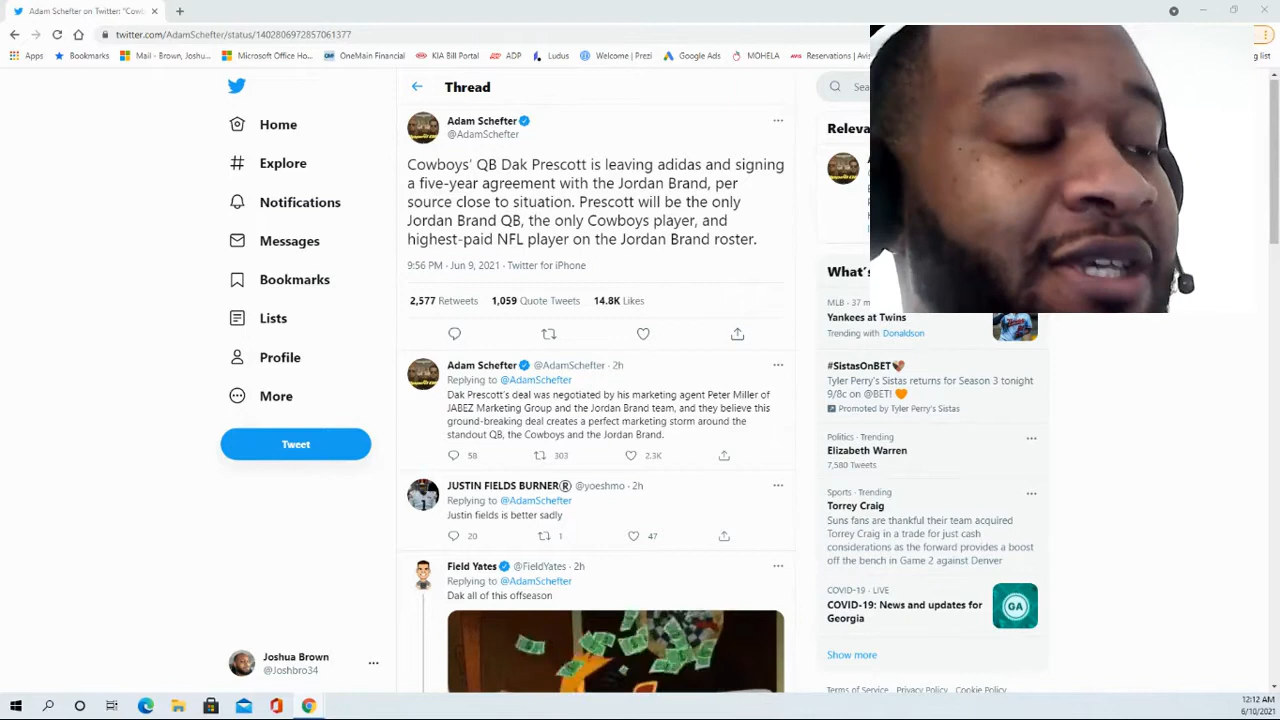 Adam Schefter on Twitter: "Cowb
twitter.com/AdamSchefter/status/1402806972857061377
Apps
Bookmarks
Mail - Brown, Joshu...
Microsoft Office Ho...
OneMain Financial
KIA Bill Portal
ADP
Ludus
Welcome | Prezi
Google Ads
MOHELA
Reservations | Avis
Home
Explore
Notifications
Messages
Bookmarks
Lists
Profile
More
Tweet
Joshua Brown
@Joshbro34
Thread
Adam Schefter
@AdamSchefter
Cowboys' QB Dak Prescott is leaving adidas and signing
a five-year agreement with the Jordan Brand, per
source close to situation. Prescott will be the only
Jordan Brand QB, the only Cowboys player, and
highest-paid NFL player on the Jordan Brand roster.
9:56 PM · Jun 9, 2021 · Twitter for iPhone
2,577 Retweets 1,059 Quote Tweets 14.8K Likes
Adam Schefter @AdamSchefter · 2h
Replying to @AdamSchefter
Dak Prescott's deal was negotiated by his marketing agent Peter Miller of
JABEZ Marketing Group and the Jordan Brand team, and they believe this
ground-breaking deal creates a perfect marketing storm around the
standout QB, the Cowboys and the Jordan Brand.
58 303 2.3K
JUSTIN FIELDS BURNER® @yoeshmo · 2h
Replying to @AdamSchefter
Justin fields is better sadly
20 1 47
Field Yates @FieldYates · 2h
Replying to @AdamSchefter
Dak all of this offseason
Sea
Releva
What's
MLB · 37 m
Yankees at Twins
Trending with Donaldson
#SistasOnBET
Tyler Perry's Sistas returns for Season 3 tonight
9/8c on @BET!
Promoted by Tyler Perry's Sistas
Politics · Trending
Elizabeth Warren
7,580 Tweets
Sports · Trending
Torrey Craig
Suns fans are thankful their team acquired
Torrey Craig in a trade for just cash
considerations as the forward provides a boost
off the bench in Game 2 against Denver
COVID-19 · LIVE
COVID-19: News and updates for
Georgia
GA
Show more
Terms of Service Privacy Policy Cookie Policy
12:12 AM
6/10/2021